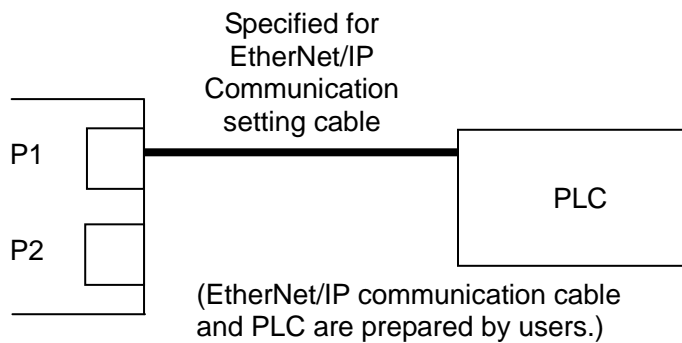 Specified for
EtherNet/IP
Communication
setting cable
P1
PLC
P2
(EtherNet/IP communication cable
and PLC are prepared by users.)